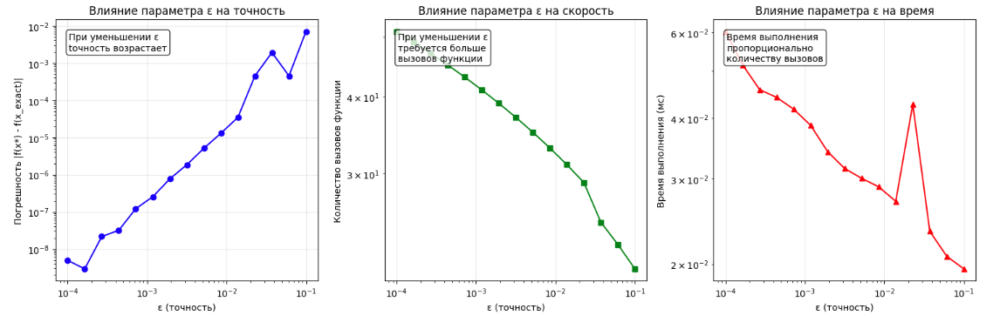 Влияние параметра ε на точность
При уменьшении ε
точность возрастает
Погрешность |f(x*) - f(x_exact)|
10⁻²
10⁻³
10⁻⁴
10⁻⁵
10⁻⁶
10⁻⁷
10⁻⁸
10⁻⁴
10⁻³
10⁻²
10⁻¹
ε (точность)
Влияние параметра ε на скорость
При уменьшении ε
требуется больше
вызовов функции
Количество вызовов функции
4 × 10¹
3 × 10¹
10⁻⁴
10⁻³
10⁻²
10⁻¹
ε (точность)
Влияние параметра ε на время
Время выполнения
пропорционально
количеству вызовов
Время выполнения (мс)
6 × 10⁻²
4 × 10⁻²
3 × 10⁻²
2 × 10⁻²
10⁻⁴
10⁻³
10⁻²
10⁻¹
ε (точность)